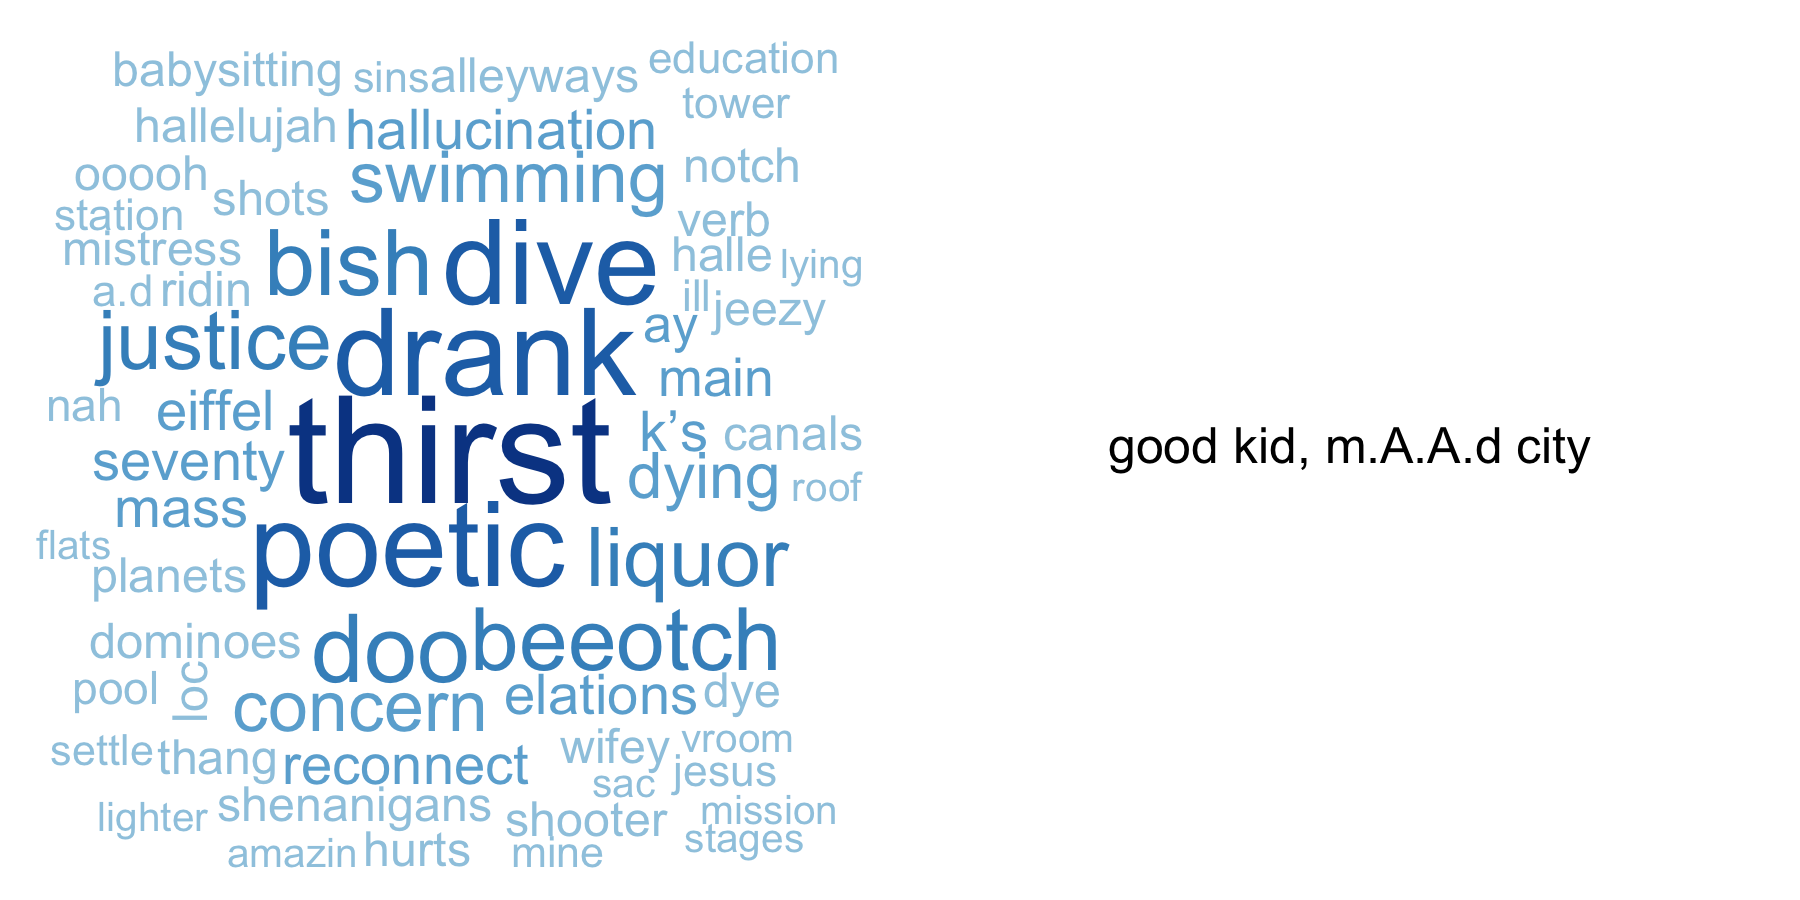 babysitting
sins
alleyways
education
tower
hallelujah
hallucination
ooooh
shots
swimming
notch
station
verb
mistress
bish
dive
halle
lying
a.d
ridin
ill
jeezy
justice
drank
ay
main
nah
eiffel
thirst
k’s
canals
seventy
dying
roof
mass
poetic
liquor
flats
planets
dominoes
doo
beeotch
pool
loc
concern
elations
dye
settle
thang
reconnect
wifey
vroom
sac
jesus
lighter
shenanigans
shooter
mission
stages
amazin
hurts
mine
good kid, m.A.A.d city